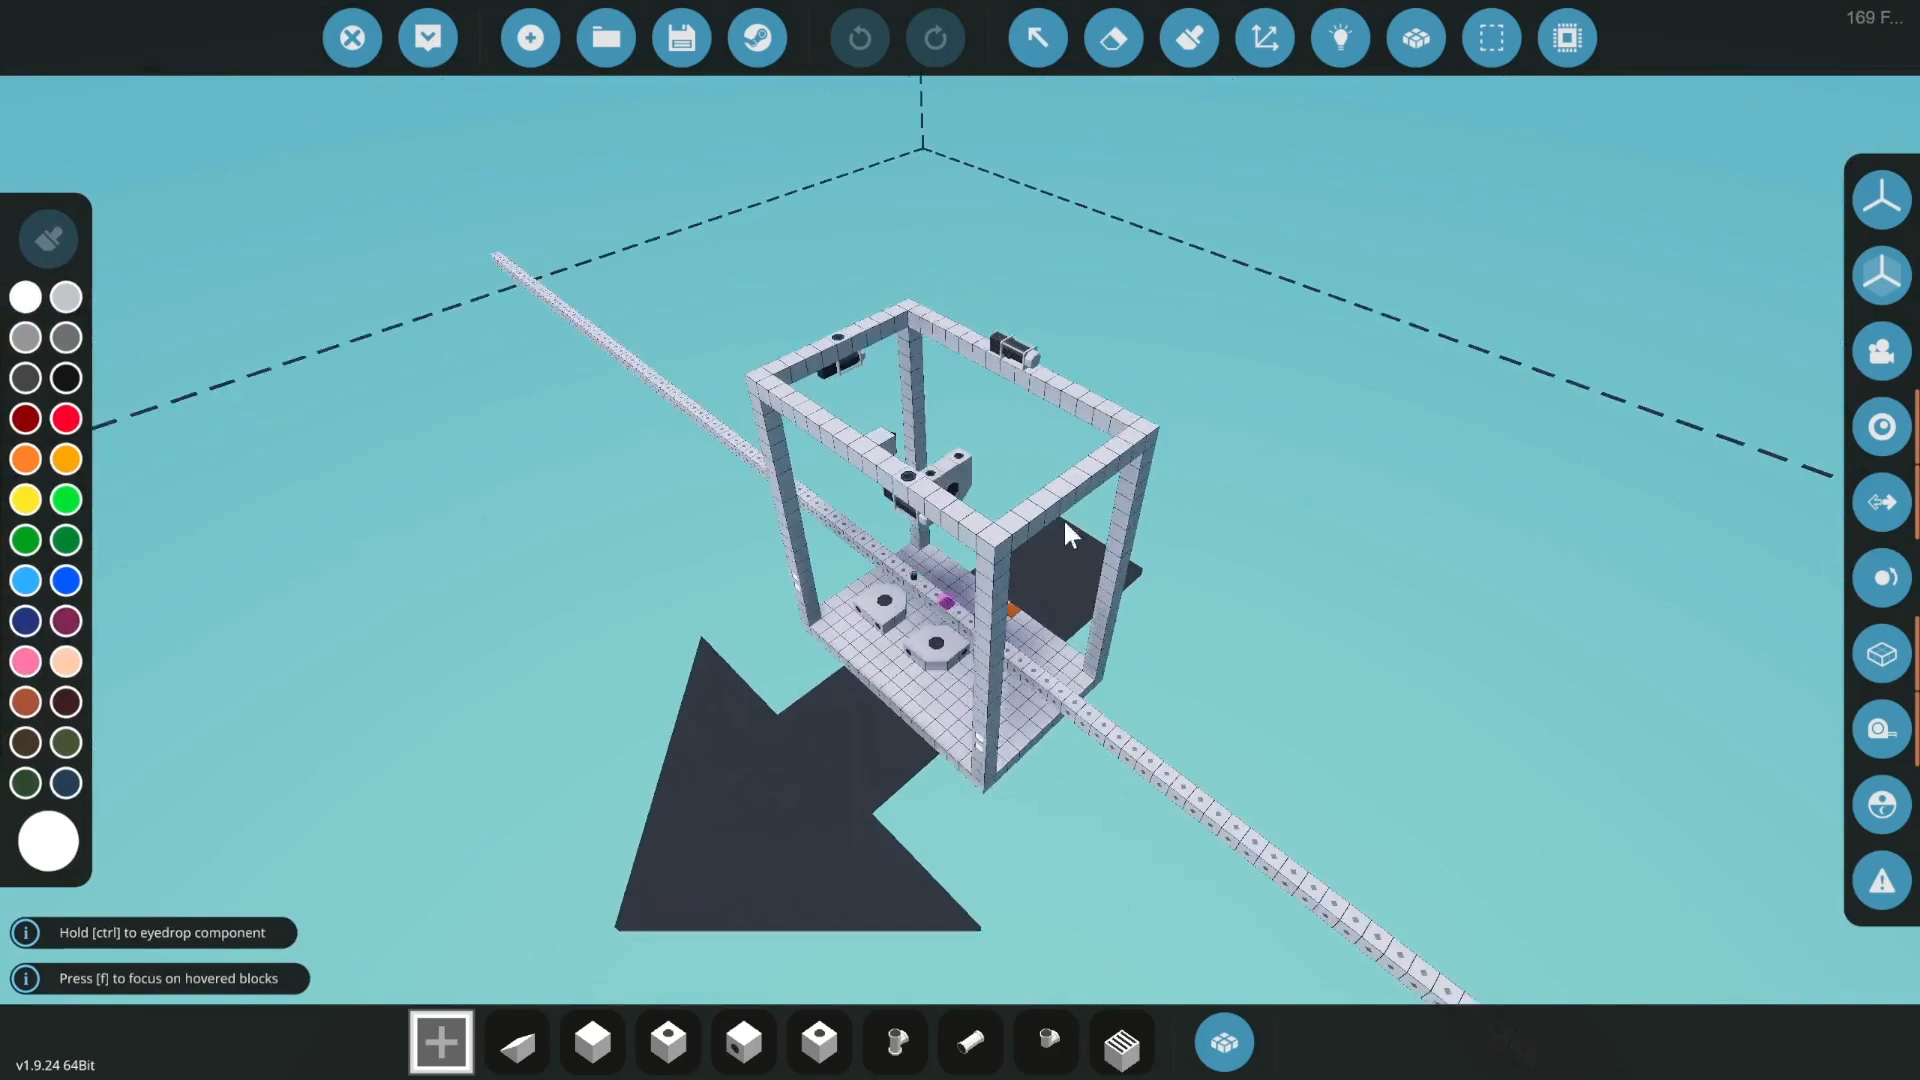 169 F...
Hold [ctrl] to eyedrop component
Press [f] to focus on hovered blocks
v1.9.24 64Bit